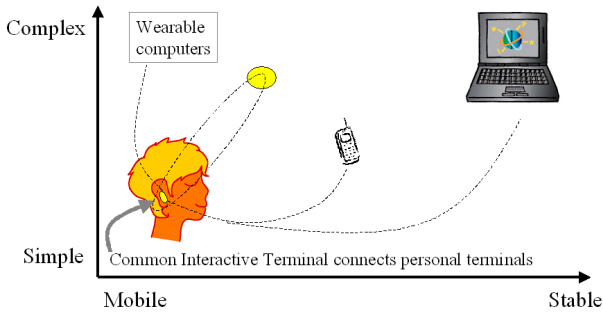 Complex
Wearable
computers
Simple
Common Interactive Terminal connects personal terminals
Mobile
Stable